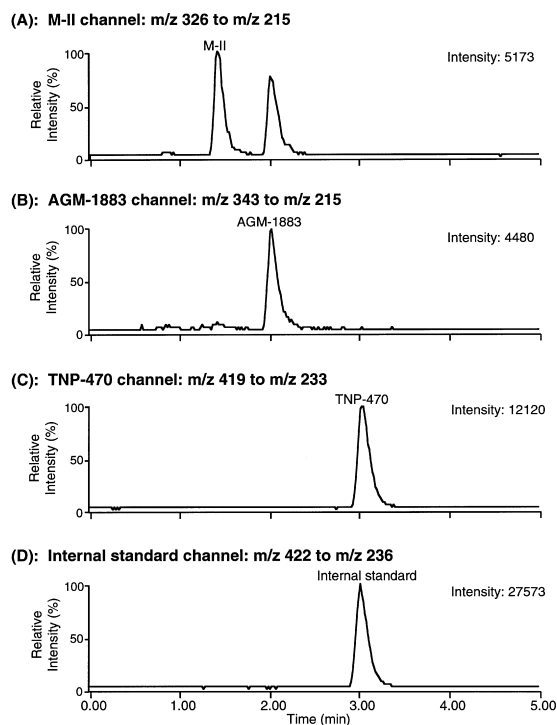 (A): M-II channel: m/z 326 to m/z 215
M-II
Intensity: 5173
Relative
Intensity (%)
100
50
0
(B): AGM-1883 channel: m/z 343 to m/z 215
AGM-1883
Intensity: 4480
Relative
Intensity (%)
100
50
0
(C): TNP-470 channel: m/z 419 to m/z 233
TNP-470
Intensity: 12120
Relative
Intensity (%)
100
50
0
(D): Internal standard channel: m/z 422 to m/z 236
Internal standard
Intensity: 27573
Relative
Intensity (%)
100
50
0
0.00 1.00 2.00 3.00 4.00 5.00
Time (min)